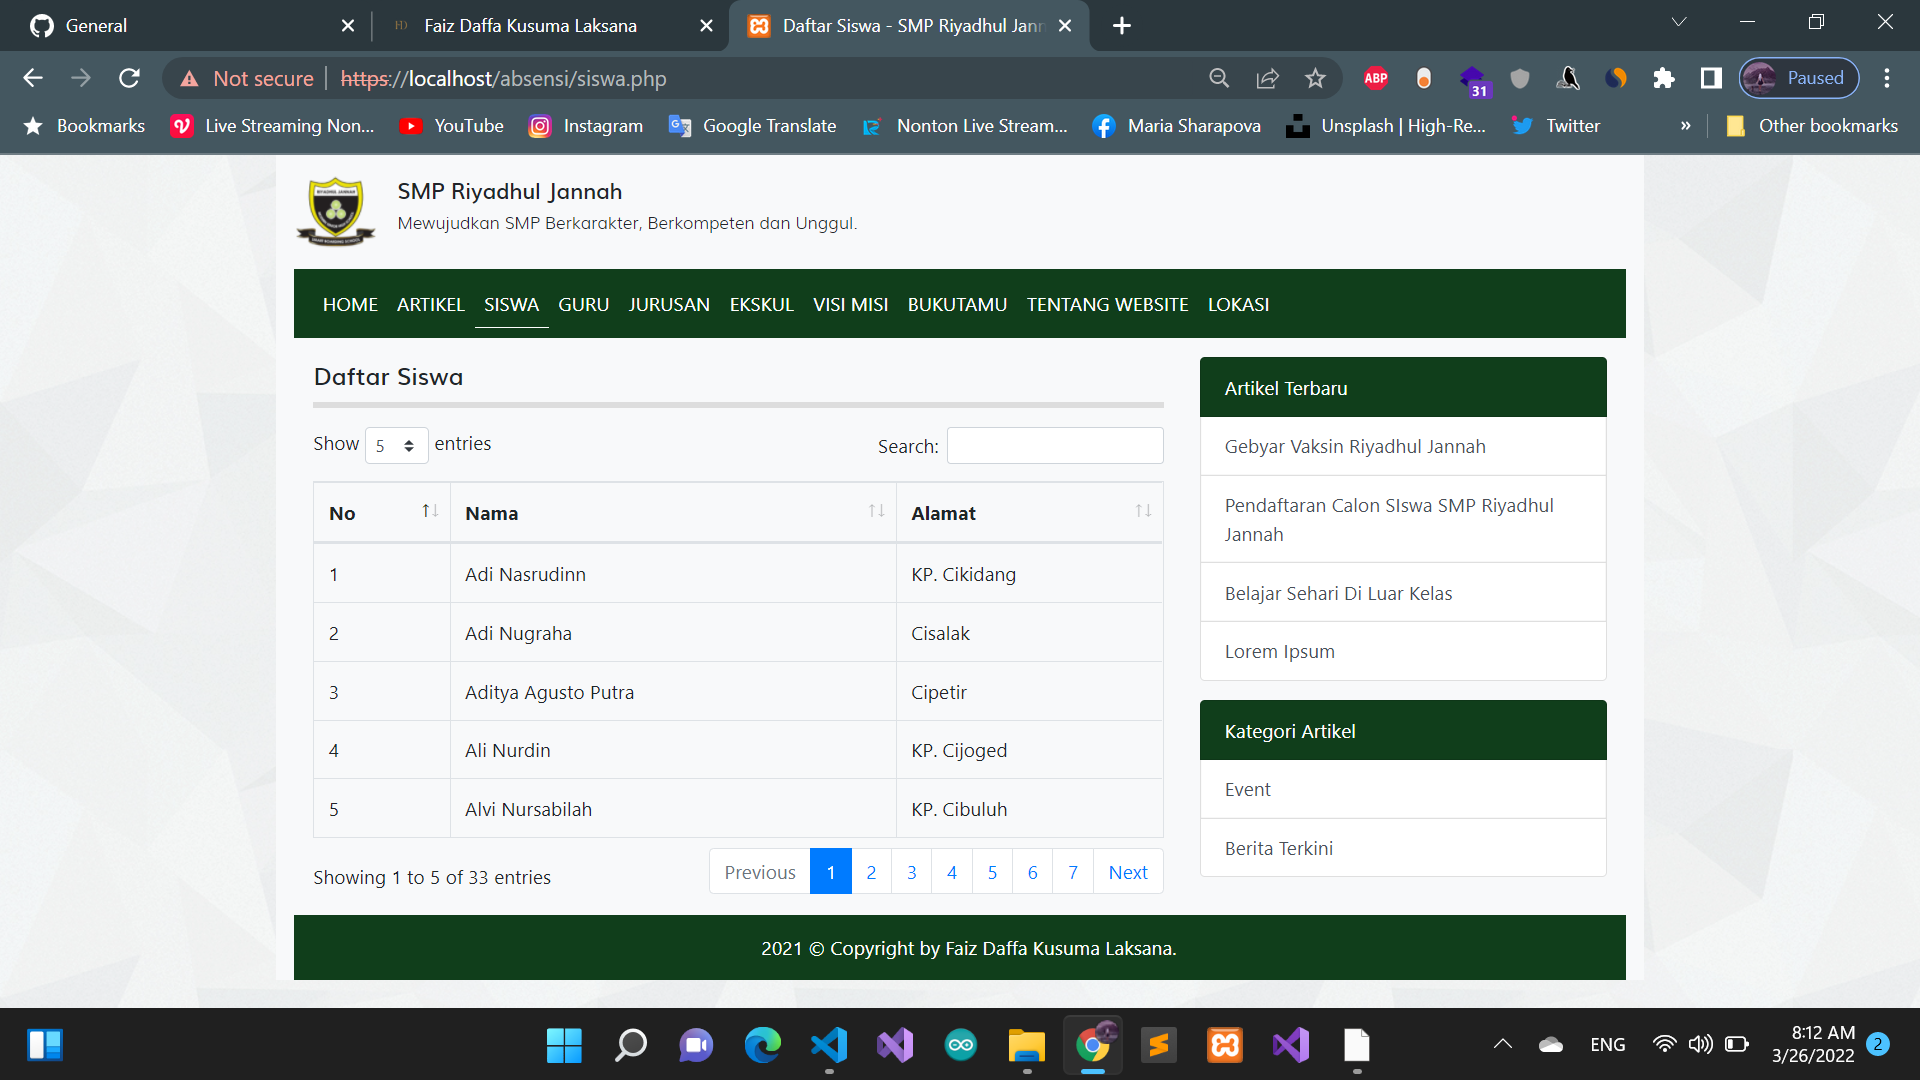 General
Faiz Daffa Kusuma Laksana
Daftar Siswa - SMP Riyadhul Jann
Not secure
https://localhost/absensi/siswa.php
ABP
31
Paused
Bookmarks
Live Streaming Non...
YouTube
Instagram
Google Translate
Nonton Live Stream...
Maria Sharapova
Unsplash | High-Re...
Twitter
»
Other bookmarks
SMP Riyadhul Jannah
Mewujudkan SMP Berkarakter, Berkompeten dan Unggul.
HOME ARTIKEL SISWA GURU JURUSAN EKSKUL VISI MISI BUKUTAMU TENTANG WEBSITE LOKASI
Daftar Siswa
Show 5 entries
Search:
No Nama Alamat
1 Adi Nasrudinn KP. Cikidang
2 Adi Nugraha Cisalak
3 Aditya Agusto Putra Cipetir
4 Ali Nurdin KP. Cijoged
5 Alvi Nursabilah KP. Cibuluh
Showing 1 to 5 of 33 entries
Previous 1 2 3 4 5 6 7 Next
Artikel Terbaru
Gebyar Vaksin Riyadhul Jannah
Pendaftaran Calon SIswa SMP Riyadhul
Jannah
Belajar Sehari Di Luar Kelas
Lorem Ipsum
Kategori Artikel
Event
Berita Terkini
2021 © Copyright by Faiz Daffa Kusuma Laksana.
ENG
8:12 AM
3/26/2022
2